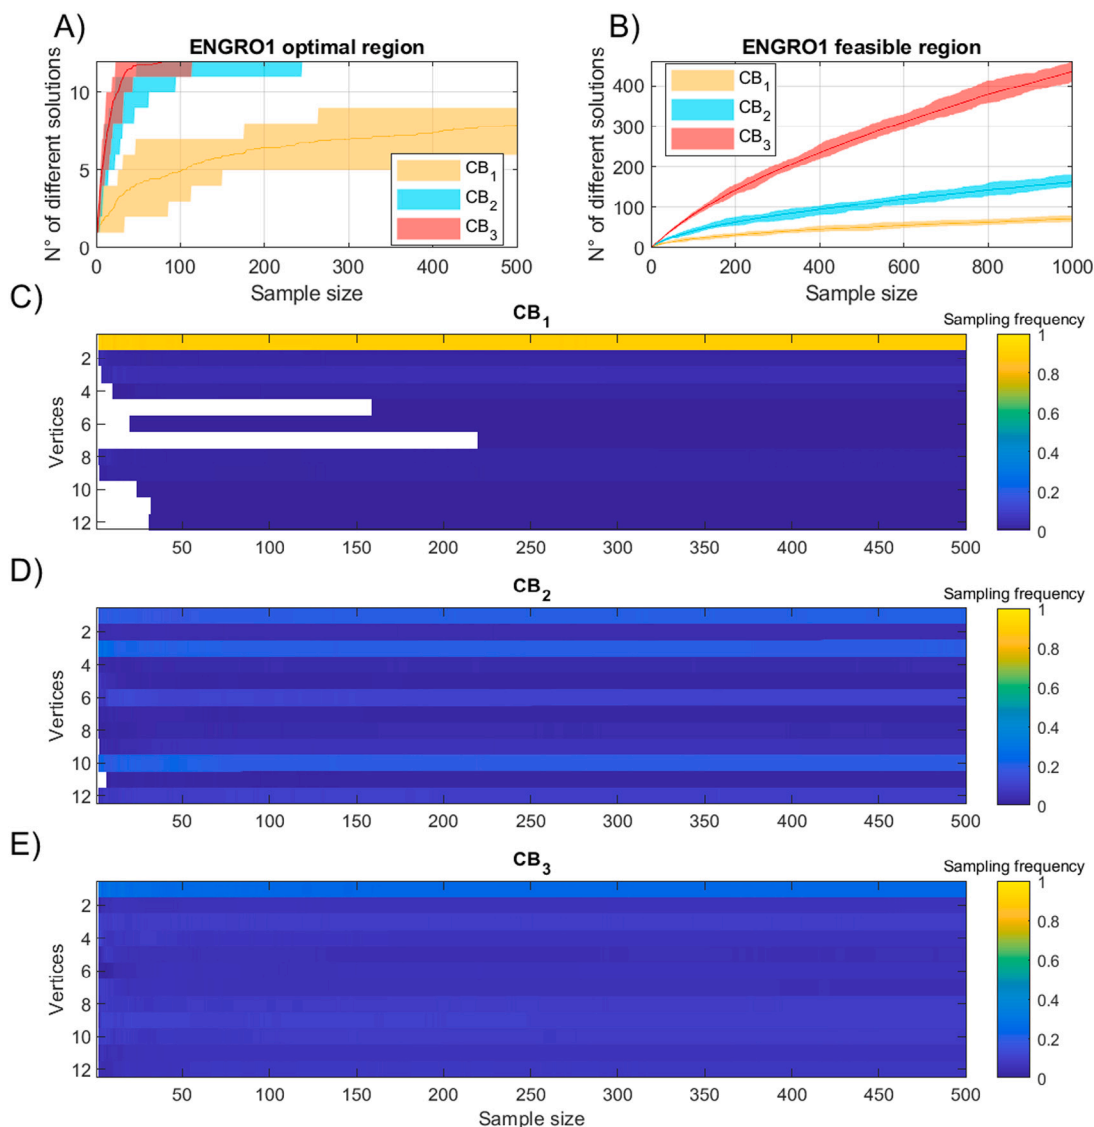 A)
ENGRO1 optimal region
N° of different solutions
10
5
0
0 100 200 300 400 500
Sample size
CB1
CB2
CB3
B)
ENGRO1 feasible region
N° of different solutions
400
300
200
100
0
0 200 400 600 800 1000
Sample size
CB1
CB2
CB3
C)
CB1
Sampling frequency
Vertices
2
4
6
8
10
12
50 100 150 200 250 300 350 400 450 500
1
0.8
0.6
0.4
0.2
0
D)
CB2
Sampling frequency
Vertices
2
4
6
8
10
12
50 100 150 200 250 300 350 400 450 500
1
0.8
0.6
0.4
0.2
0
E)
CB3
Sampling frequency
Vertices
2
4
6
8
10
12
50 100 150 200 250 300 350 400 450 500
Sample size
1
0.8
0.6
0.4
0.2
0